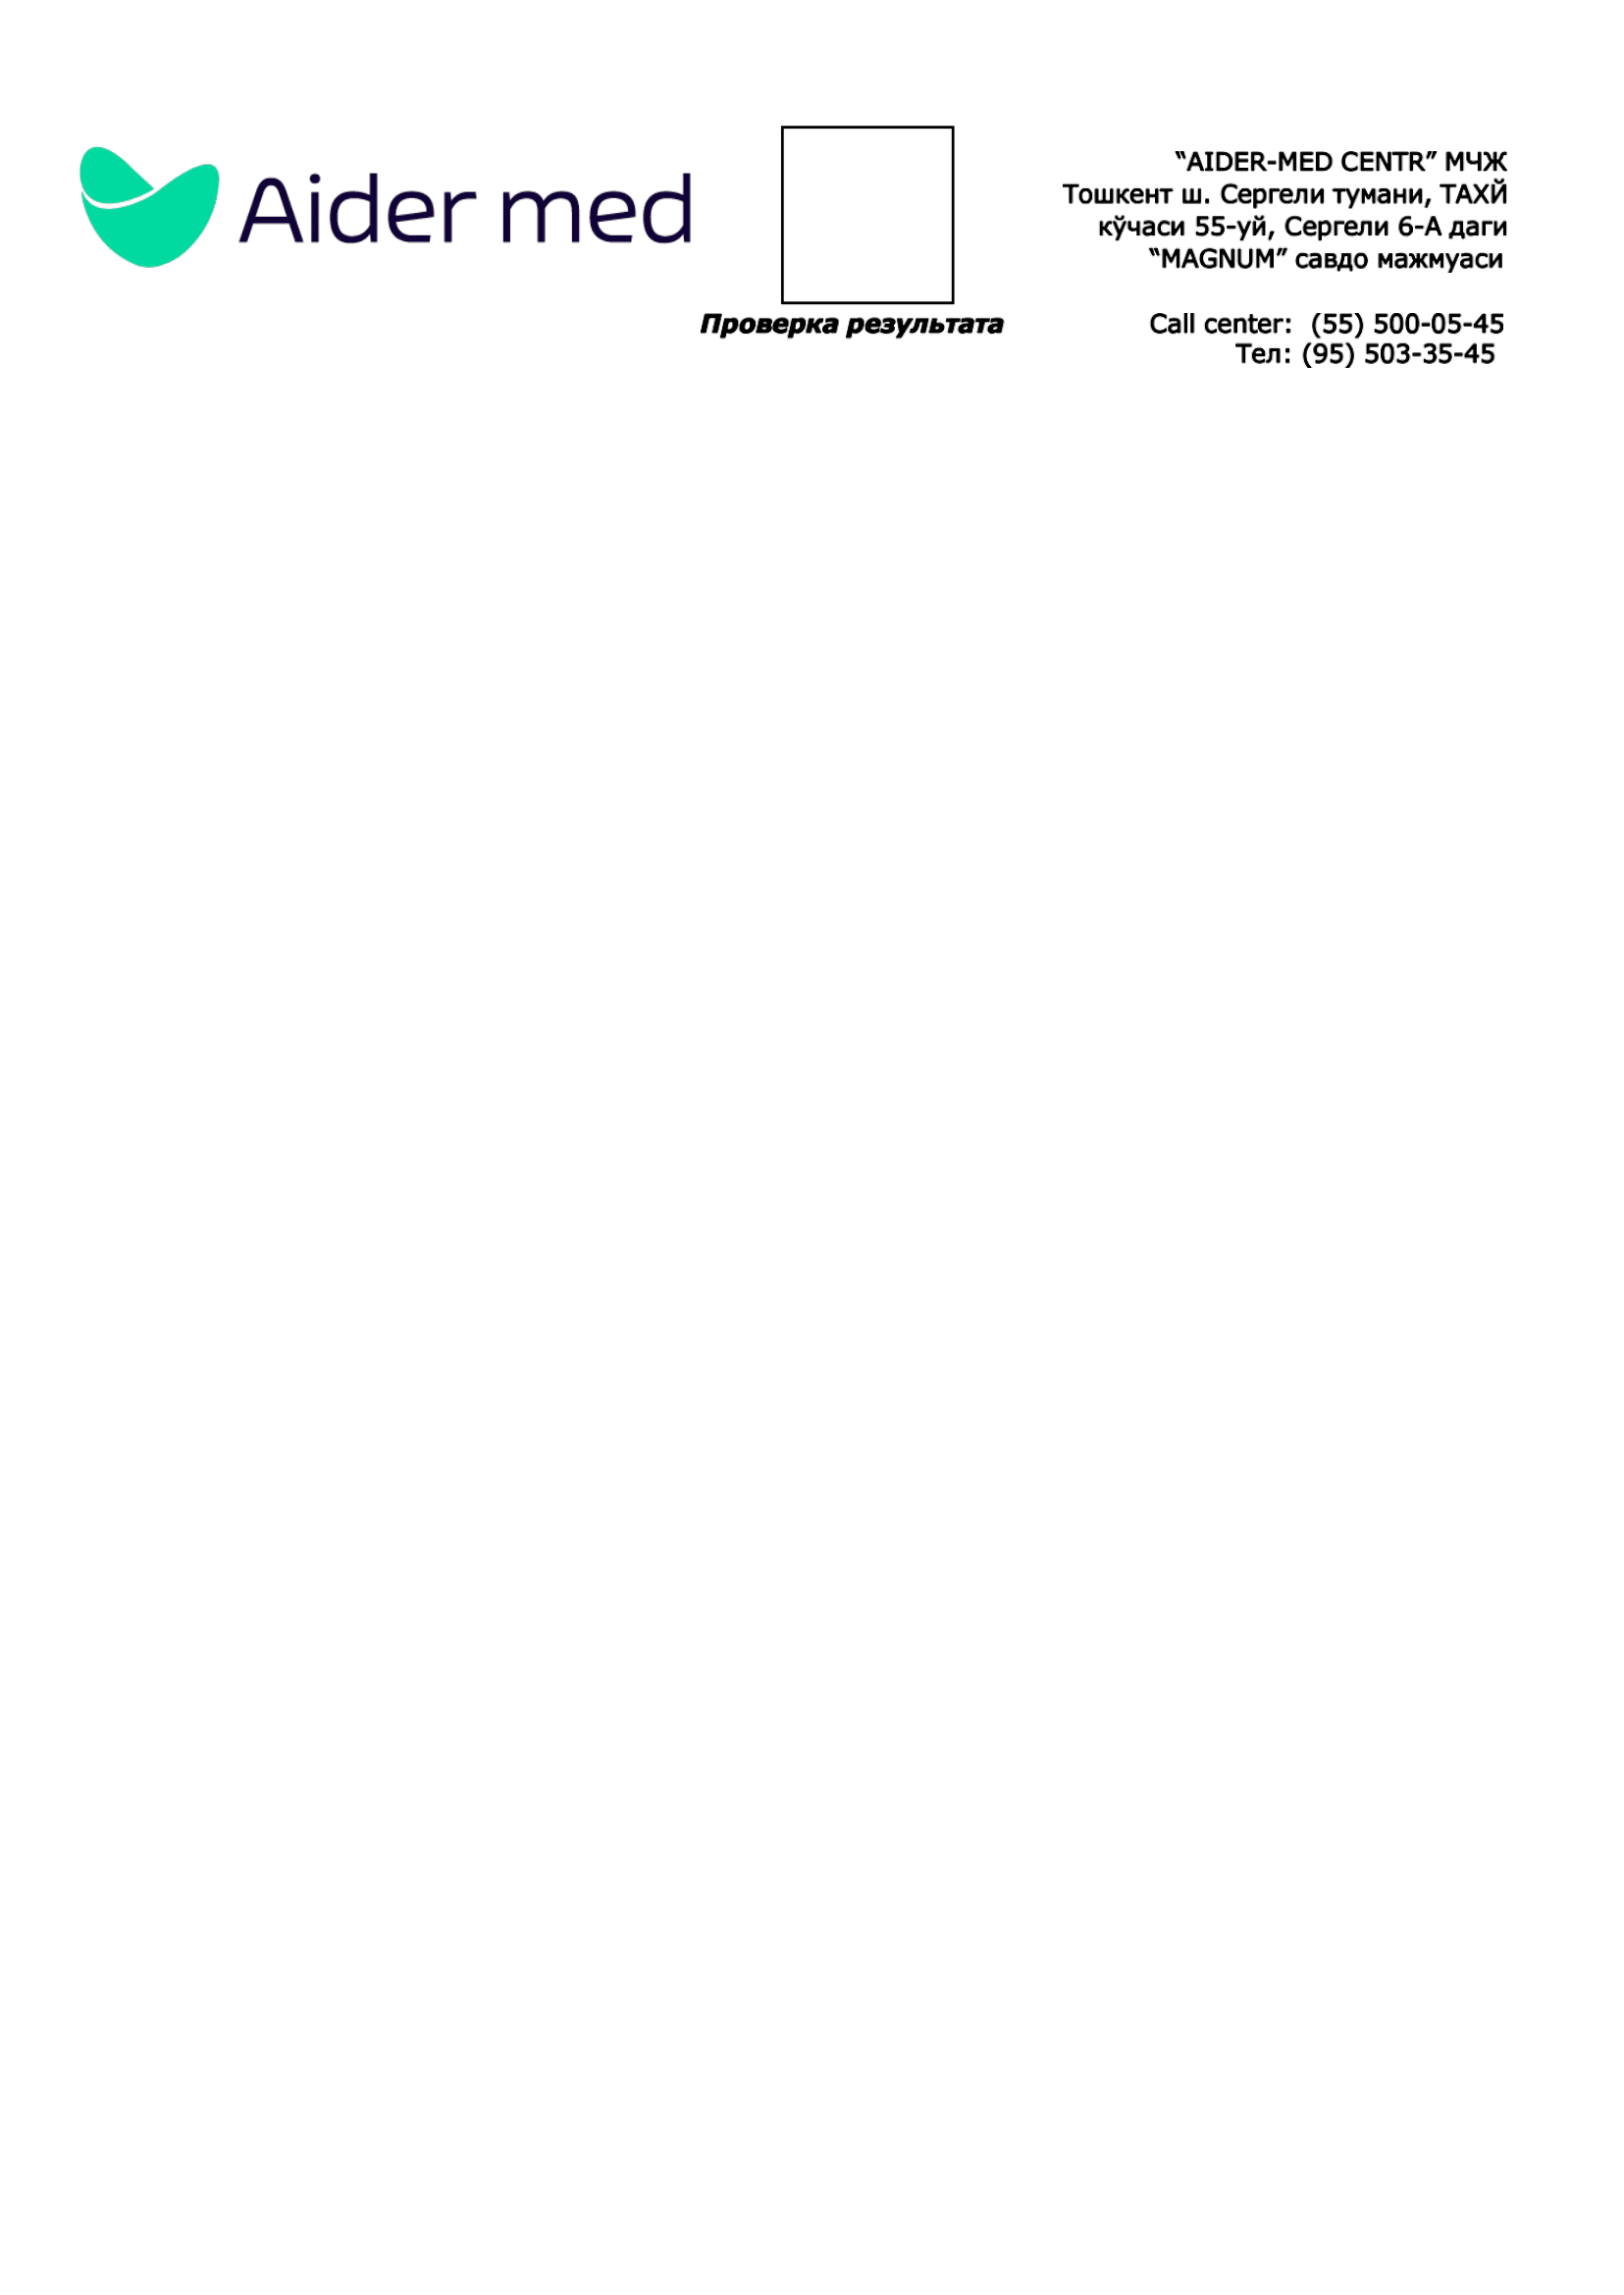 Aider med
Проверка результата
“AIDER-MED CENTR” МЧЖ
Тошкент ш. Сергели тумани, ТАХЙ
кўчаси 55-уй, Сергели 6-А даги
“MAGNUM” савдо мажмуаси
Call center: (55) 500-05-45
Тел: (95) 503-35-45